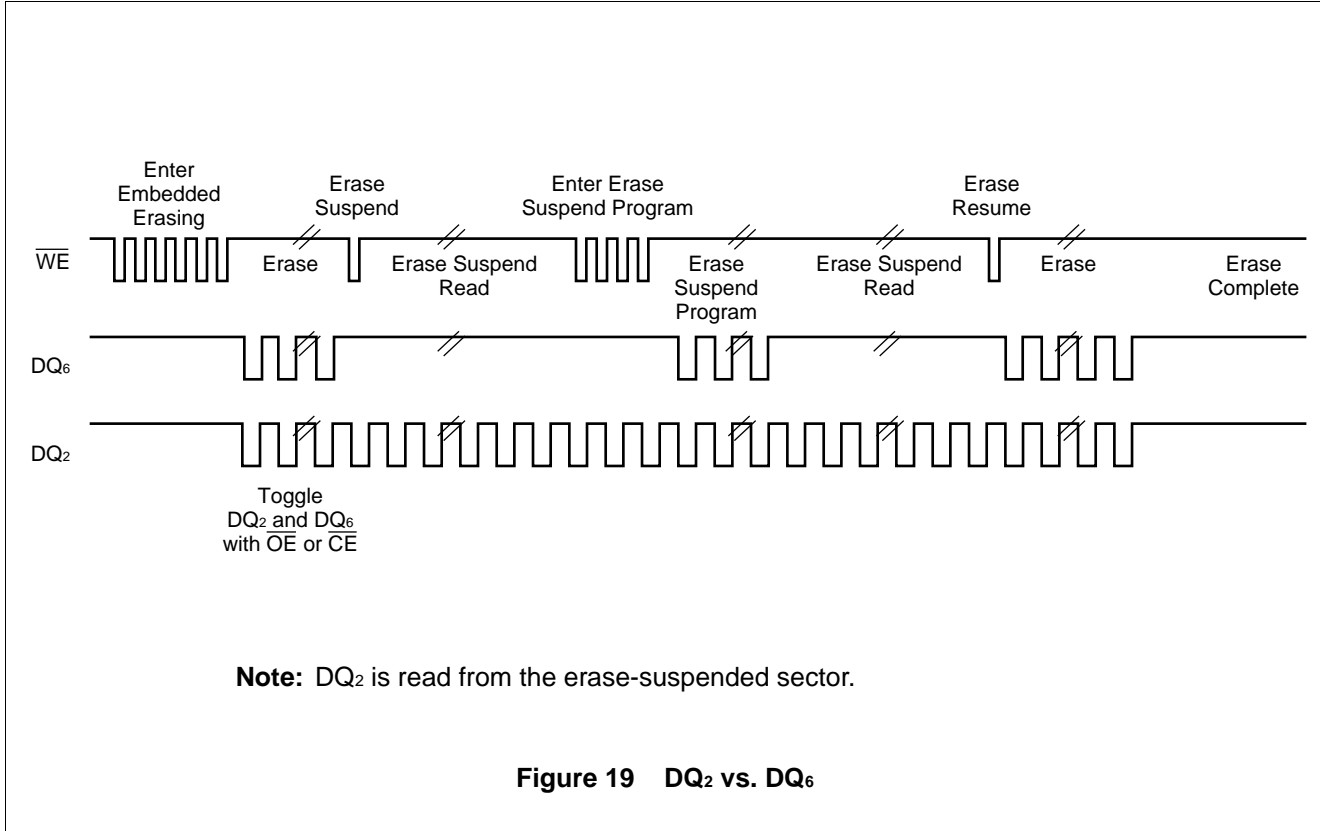 Enter
Embedded
Erasing
Erase
Suspend
Enter Erase
Suspend Program
Erase
Resume
WE
Erase
Erase Suspend
Read
Erase
Suspend
Program
Erase Suspend
Read
Erase
Erase
Complete
DQ6
DQ2
Toggle
DQ2 and DQ6
with OE or CE
Note: DQ2 is read from the erase-suspended sector.
Figure 19 DQ2 vs. DQ6